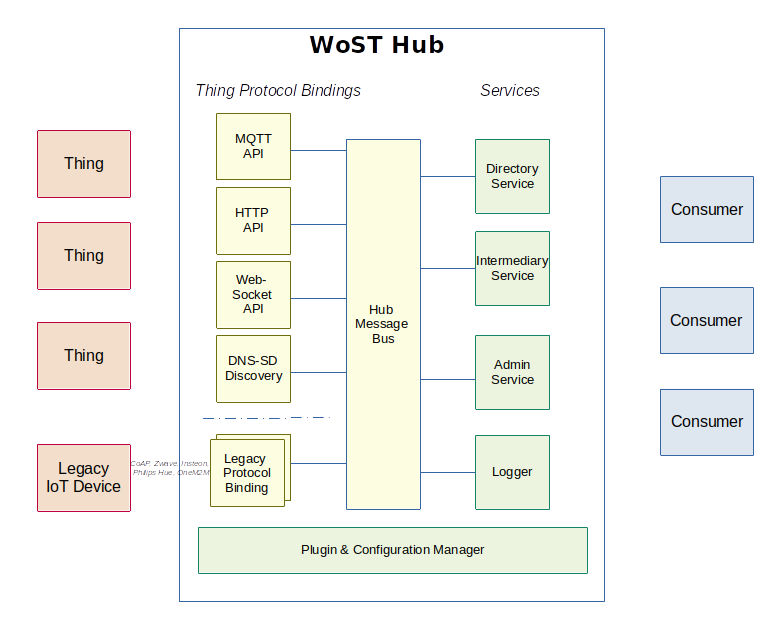 WoST Hub
Thing Protocol Bindings
Services
Thing
Thing
Thing
Legacy
IoT Device
CoAP, Zwave, Insteon,
Philips Hue, OneM2M
MQTT
API
HTTP
API
Web-
Socket
API
DNS-SD
Discovery
Legacy
Protocol
Binding
Hub
Message
Bus
Directory
Service
Intermediary
Service
Admin
Service
Logger
Consumer
Consumer
Consumer
Plugin & Configuration Manager